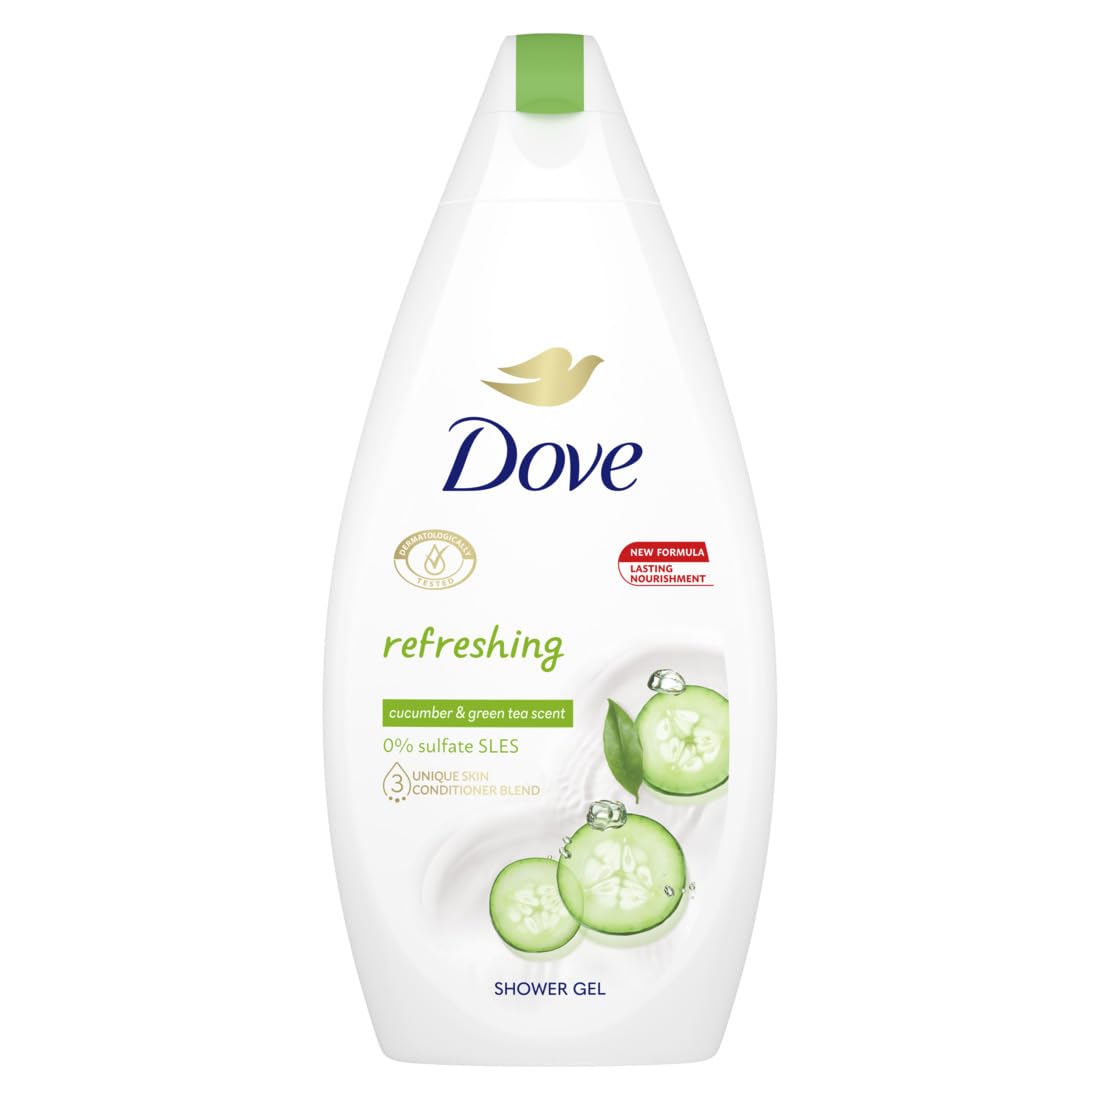 Dove
DERMATOLOGICALLY
TESTED
NEW FORMULA
LASTING
NOURISHMENT
refreshing
cucumber & green tea scent
0% sulfate SLES
3 UNIQUE SKIN
CONDITIONER BLEND
SHOWER GEL